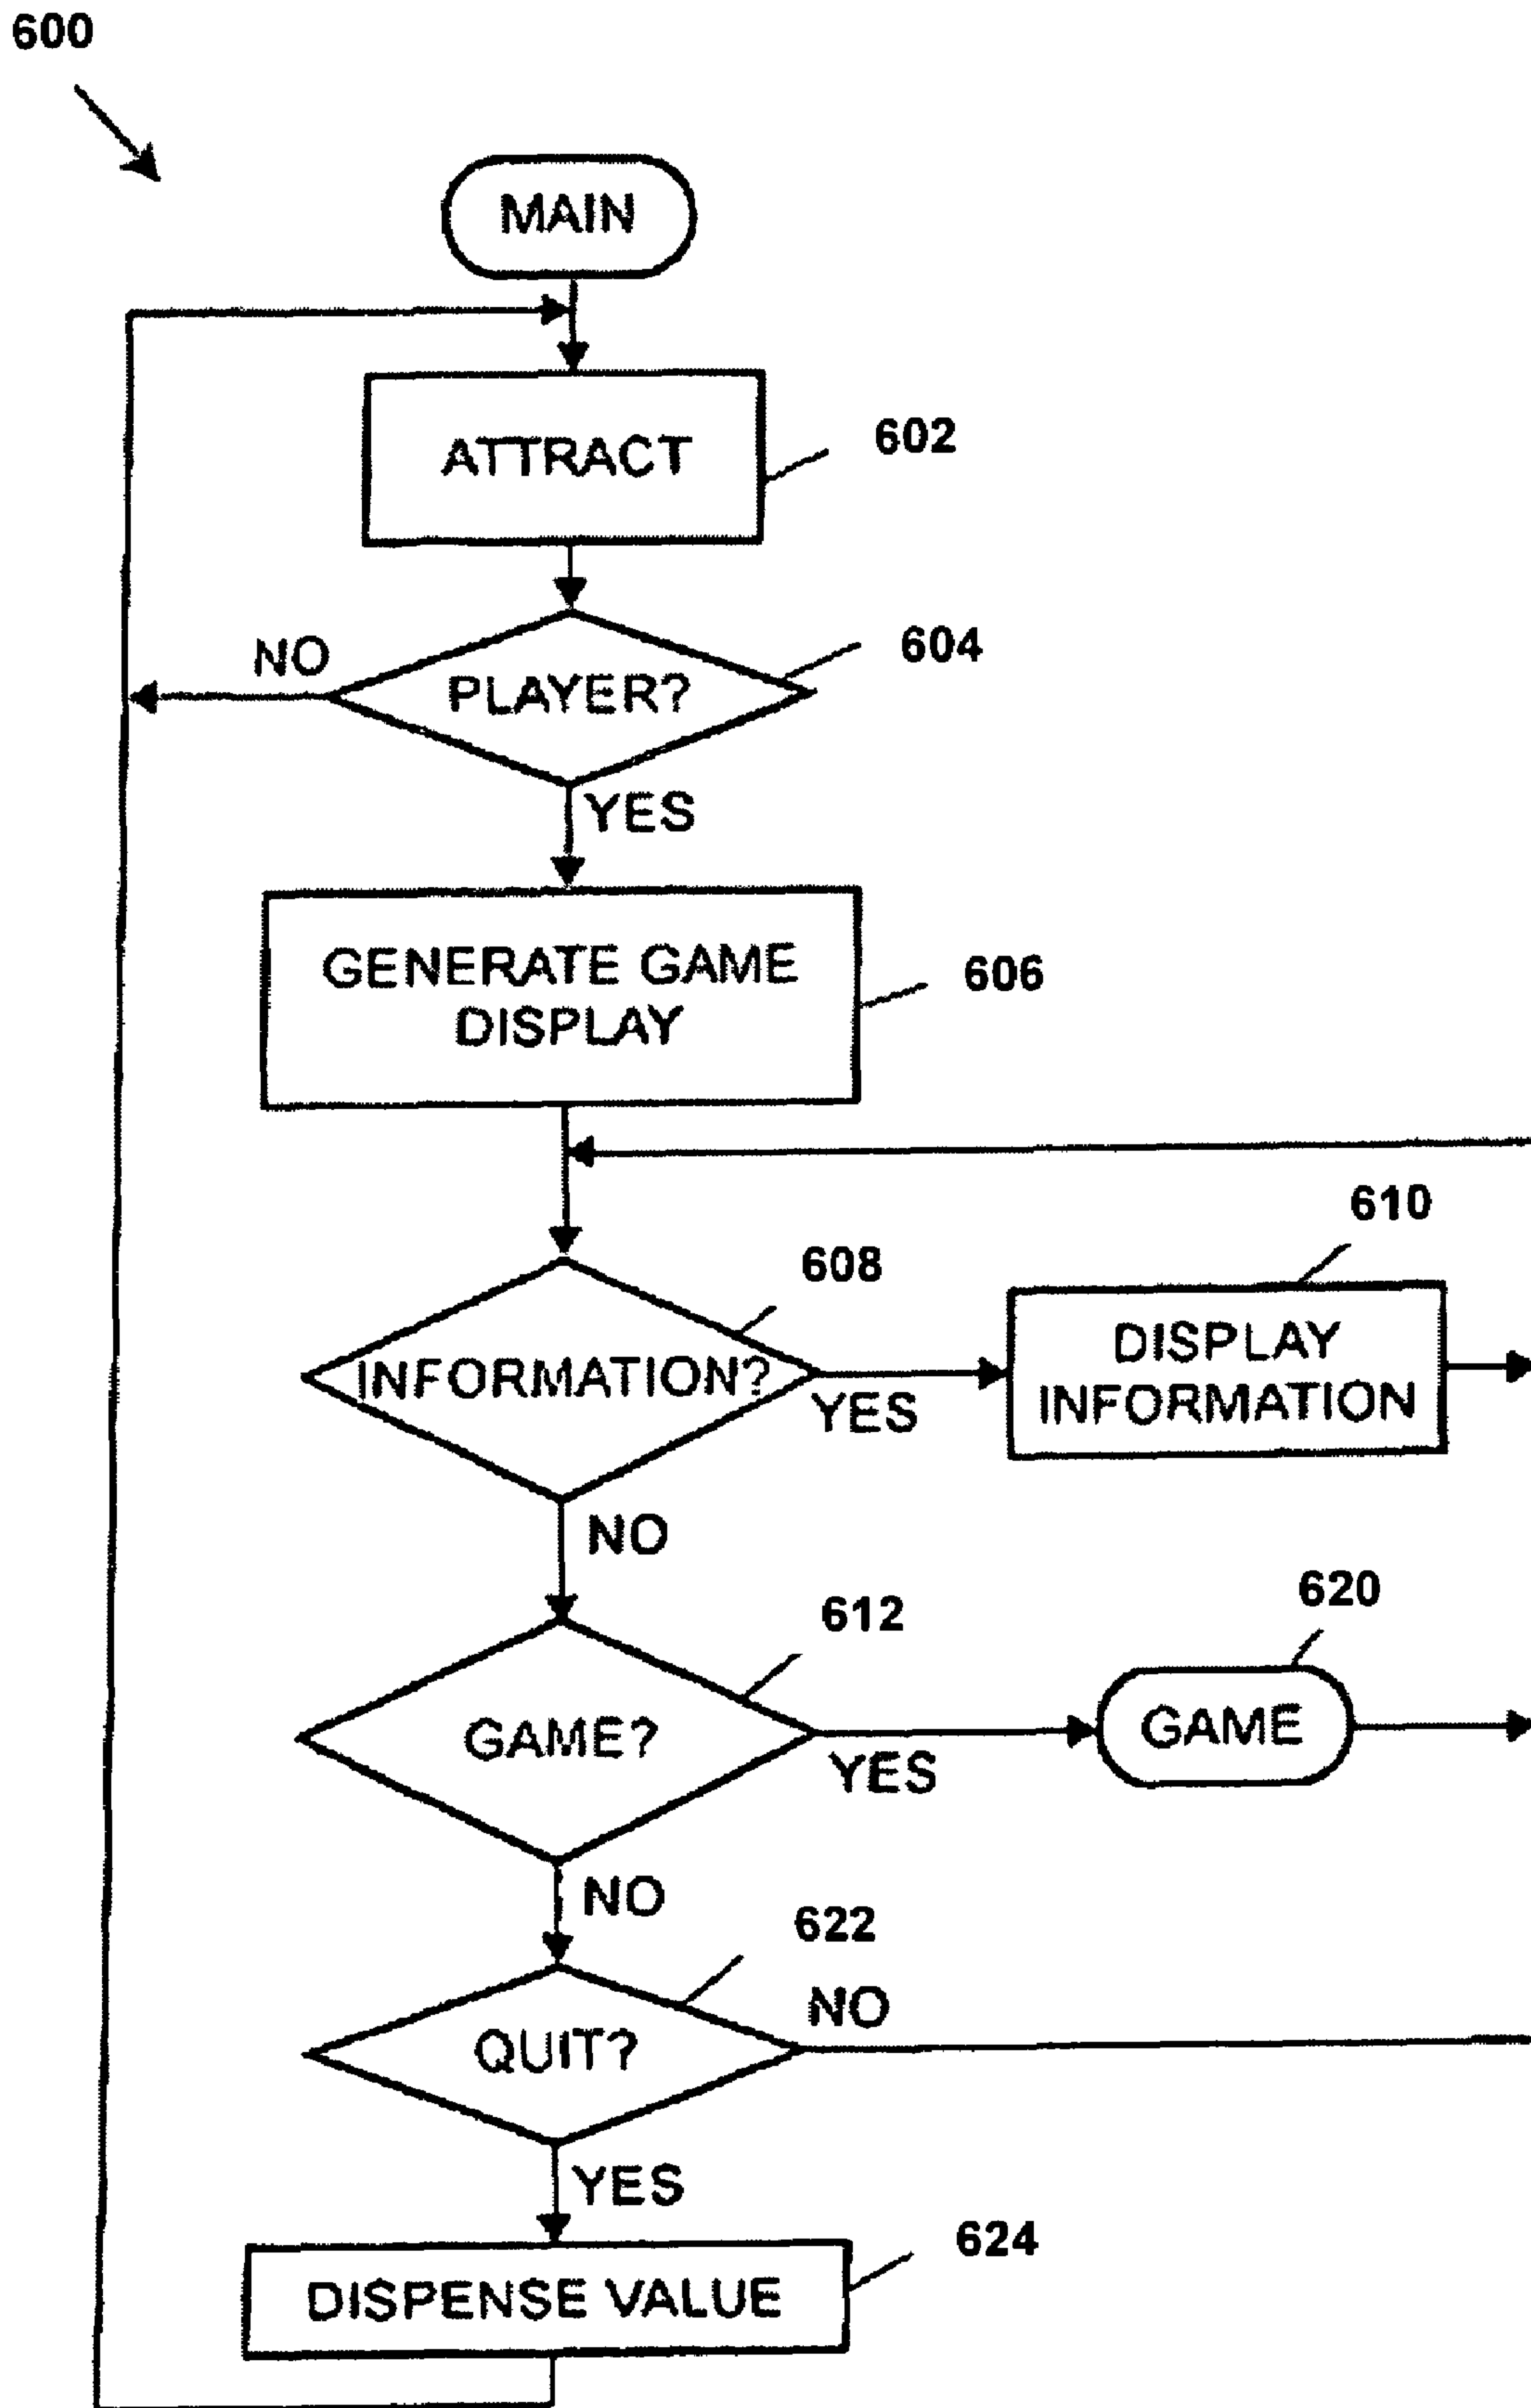 600
MAIN
ATTRACT
602
NO
PLAYER?
604
YES
GENERATE GAME
DISPLAY
606
610
608
INFORMATION?
YES
DISPLAY
INFORMATION
NO
612
620
GAME?
YES
GAME
NO
622
NO
QUIT?
YES
624
DISPENSE VALUE